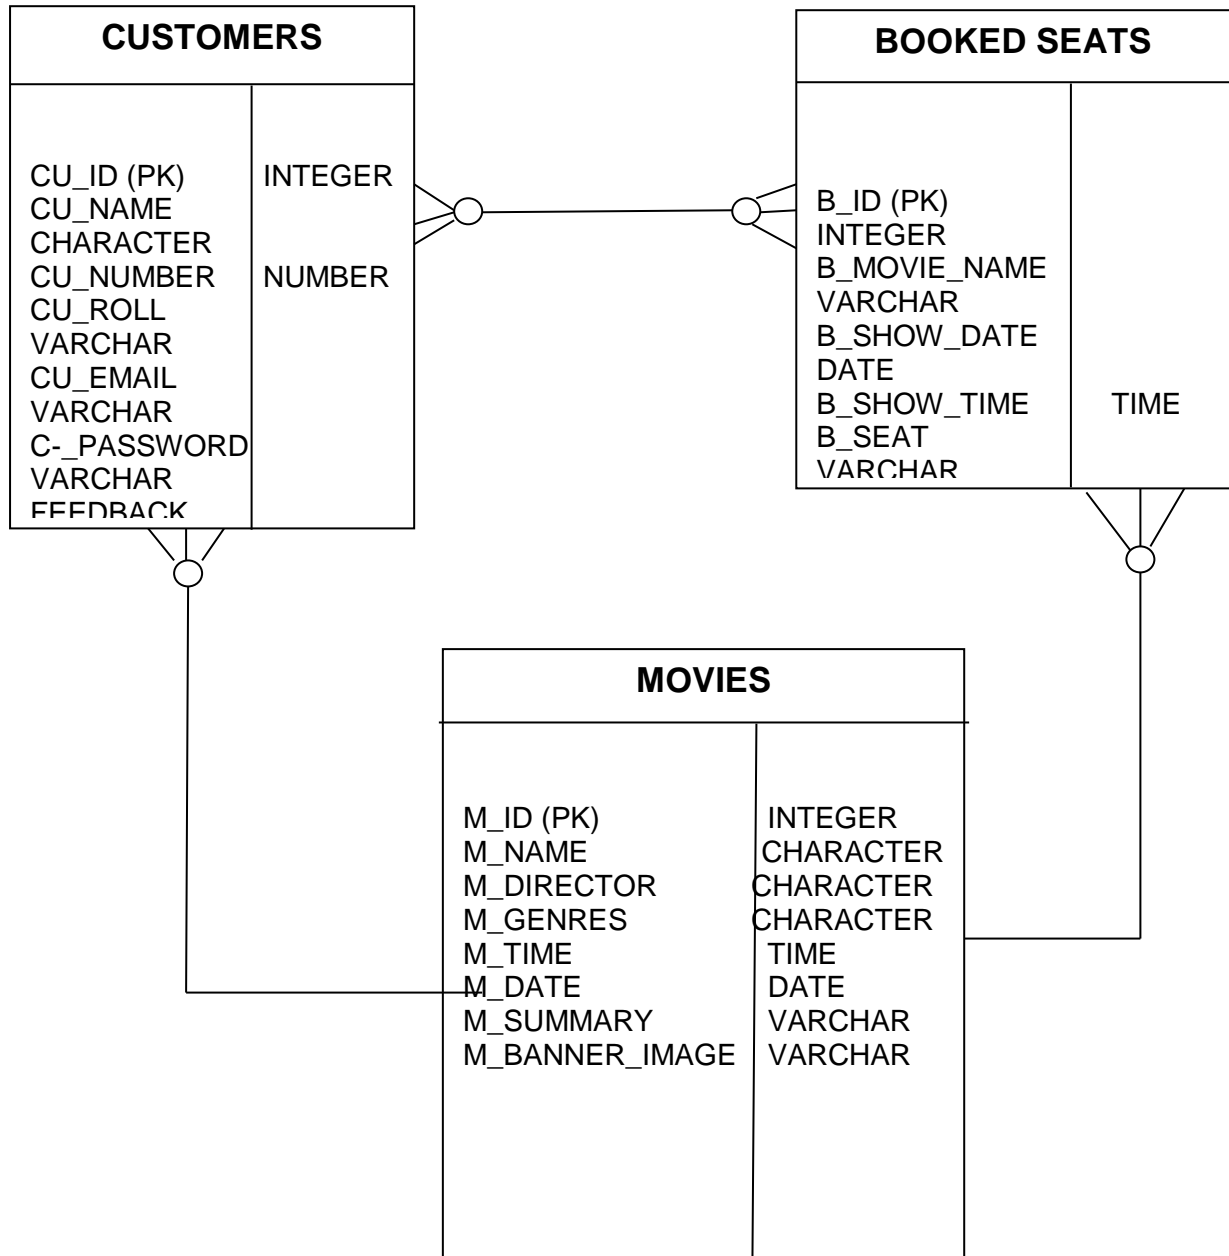 CUSTOMERS
CU_ID (PK) INTEGER
CU_NAME
CHARACTER
CU_NUMBER NUMBER
CU_ROLL
VARCHAR
CU_EMAIL
VARCHAR
C-_PASSWORD
VARCHAR
FEEDBACK
BOOKED SEATS
B_ID (PK)
INTEGER
B_MOVIE_NAME
VARCHAR
B_SHOW_DATE
DATE
B_SHOW_TIME TIME
B_SEAT
VARCHAR
MOVIES
M_ID (PK) INTEGER
M_NAME CHARACTER
M_DIRECTOR CHARACTER
M_GENRES CHARACTER
M_TIME TIME
M_DATE DATE
M_SUMMARY VARCHAR
M_BANNER_IMAGE VARCHAR